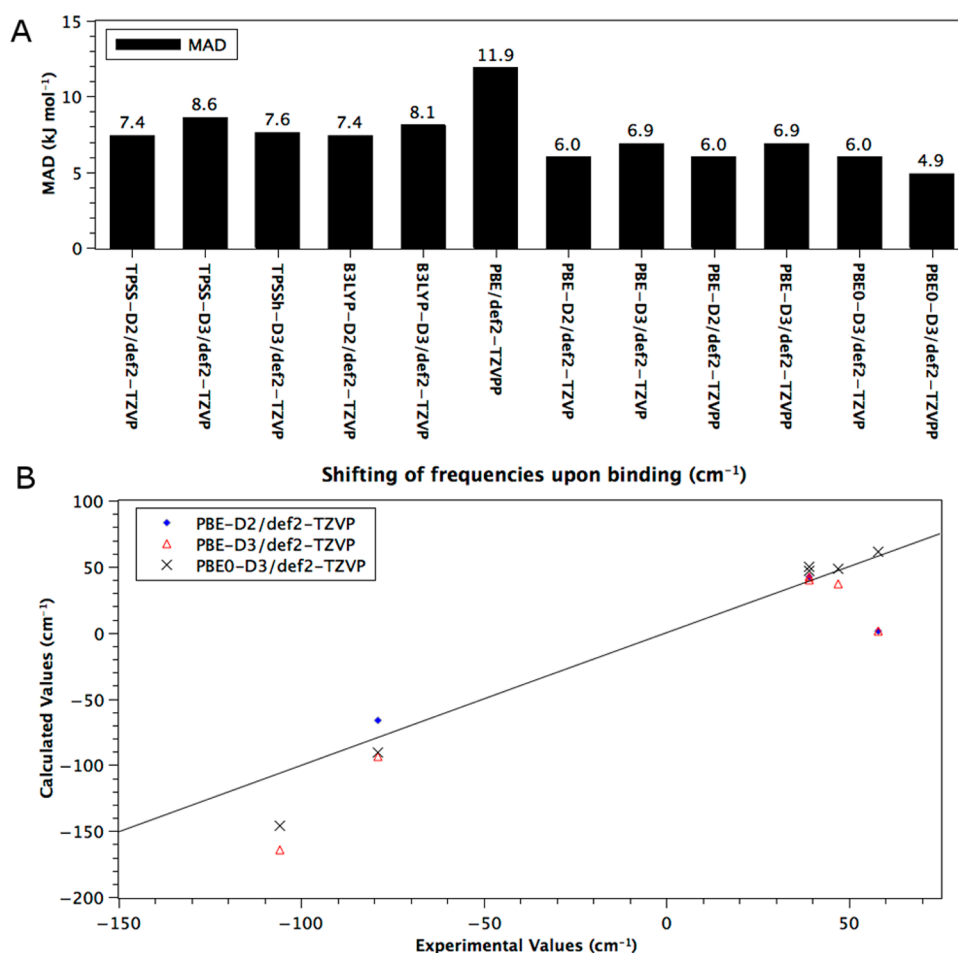 A
MAD
MAD (kJ mol⁻¹)
15
10
5
0
7.4
8.6
7.6
7.4
8.1
11.9
6.0
6.9
6.0
6.9
6.0
4.9
TPSS-D2/def2-TZVP
TPSS-D3/def2-TZVP
TPSSh-D3/def2-TZVP
B3LYP-D2/def2-TZVP
B3LYP-D3/def2-TZVP
PBE/def2-TZVPP
PBE-D2/def2-TZVP
PBE-D3/def2-TZVP
PBE-D2/def2-TZVPP
PBE-D3/def2-TZVPP
PBE0-D3/def2-TZVP
PBE0-D3/def2-TZVPP
B
Shifting of frequencies upon binding (cm⁻¹)
PBE-D2/def2-TZVP
PBE-D3/def2-TZVP
PBE0-D3/def2-TZVP
Calculated Values (cm⁻¹)
100
50
0
−50
−100
−150
−200
−150
−100
−50
0
50
Experimental Values (cm⁻¹)